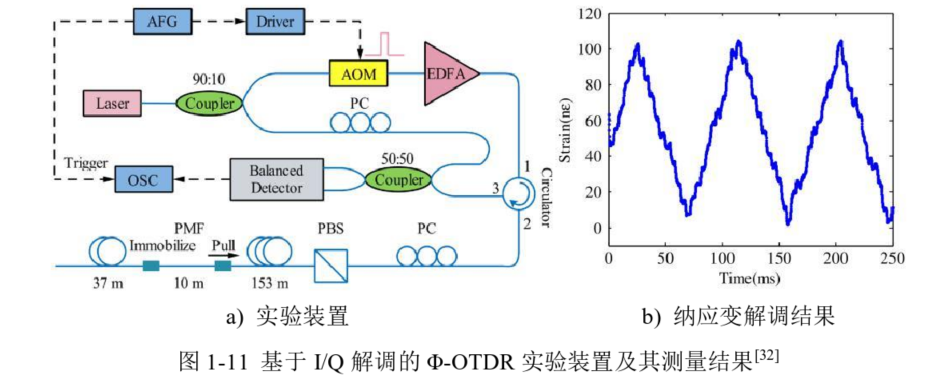 AFG
Driver
90:10
AOM
EDFA
Laser
Coupler
PC
Trigger
50:50
OSC
Balanced
Detector
Coupler
1
3
2
Circulator
PMF
Immobilize
Pull
PBS
PC
37 m
10 m
153 m
a) 实验装置
120
100
80
60
40
20
0
Strain(nε)
0
50
100
150
200
250
Time(ms)
b) 纳应变解调结果
图 1-11 基于 I/Q 解调的 Φ-OTDR 实验装置及其测量结果[32]